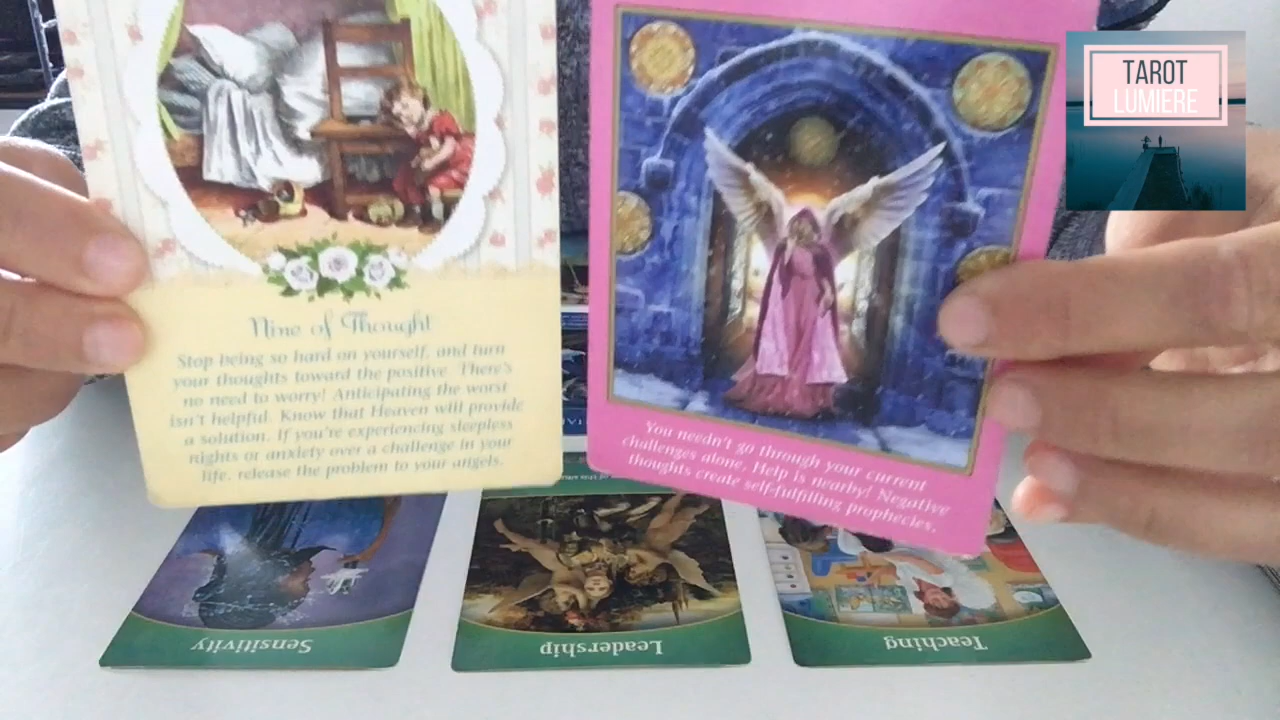 TAROT
LUMIERE
Nine of Thought
Stop being so hard on yourself, and turn
your thoughts toward the positive. There's
no need to worry! Anticipating the worst
isn't helpful. Know that Heaven will provide
a solution. If you're experiencing sleepless
nights or anxiety over a challenge in your
life, release the problem to your angels.
You needn't go through your current
challenges alone. Help is nearby! Negative
thoughts create self-fulfilling prophecies.
Sensitivity
Leadership
Teaching